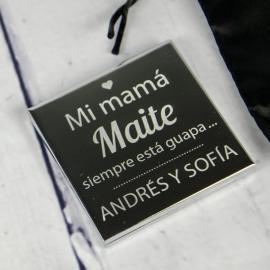 Mi mamá
Maite
siempre está guapa...
................................
ANDRÉS Y SOFÍA